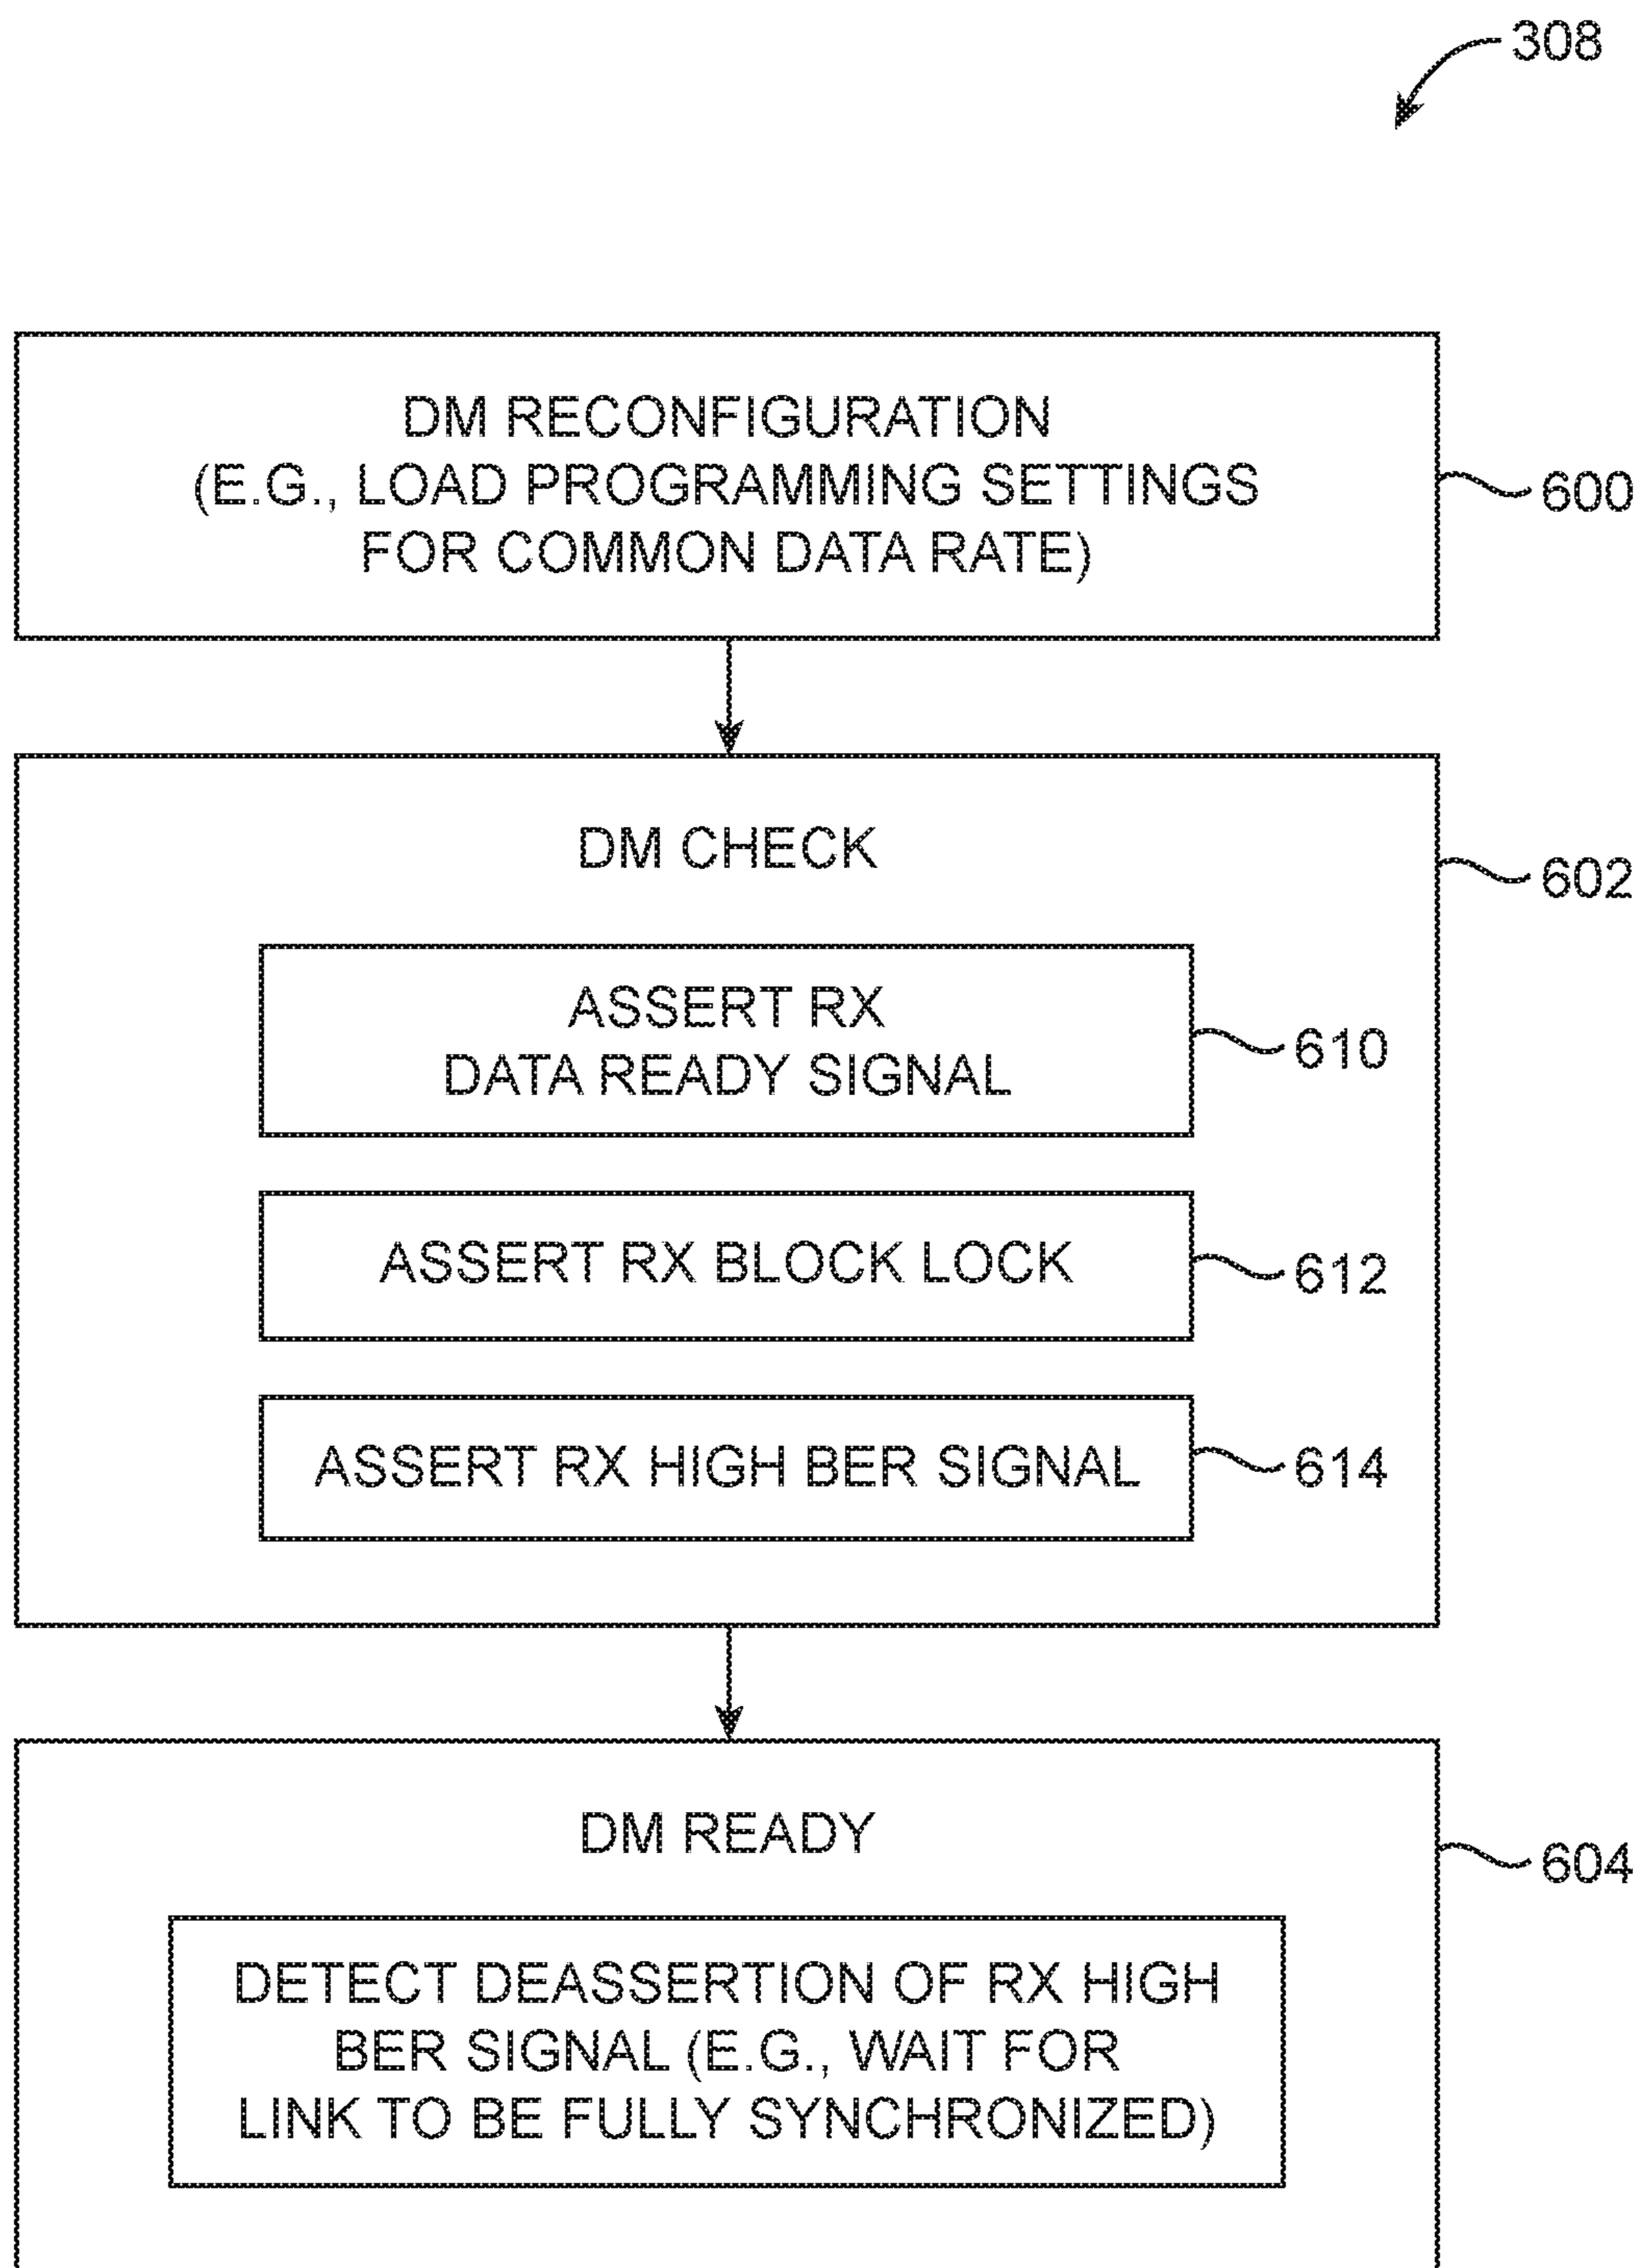 308
DM RECONFIGURATION
(E.G., LOAD PROGRAMMING SETTINGS
FOR COMMON DATA RATE)
600
DM CHECK
602
ASSERT RX
DATA READY SIGNAL
610
ASSERT RX BLOCK LOCK
612
ASSERT RX HIGH BER SIGNAL
614
DM READY
604
DETECT DEASSERTION OF RX HIGH
BER SIGNAL (E.G., WAIT FOR
LINK TO BE FULLY SYNCHRONIZED)